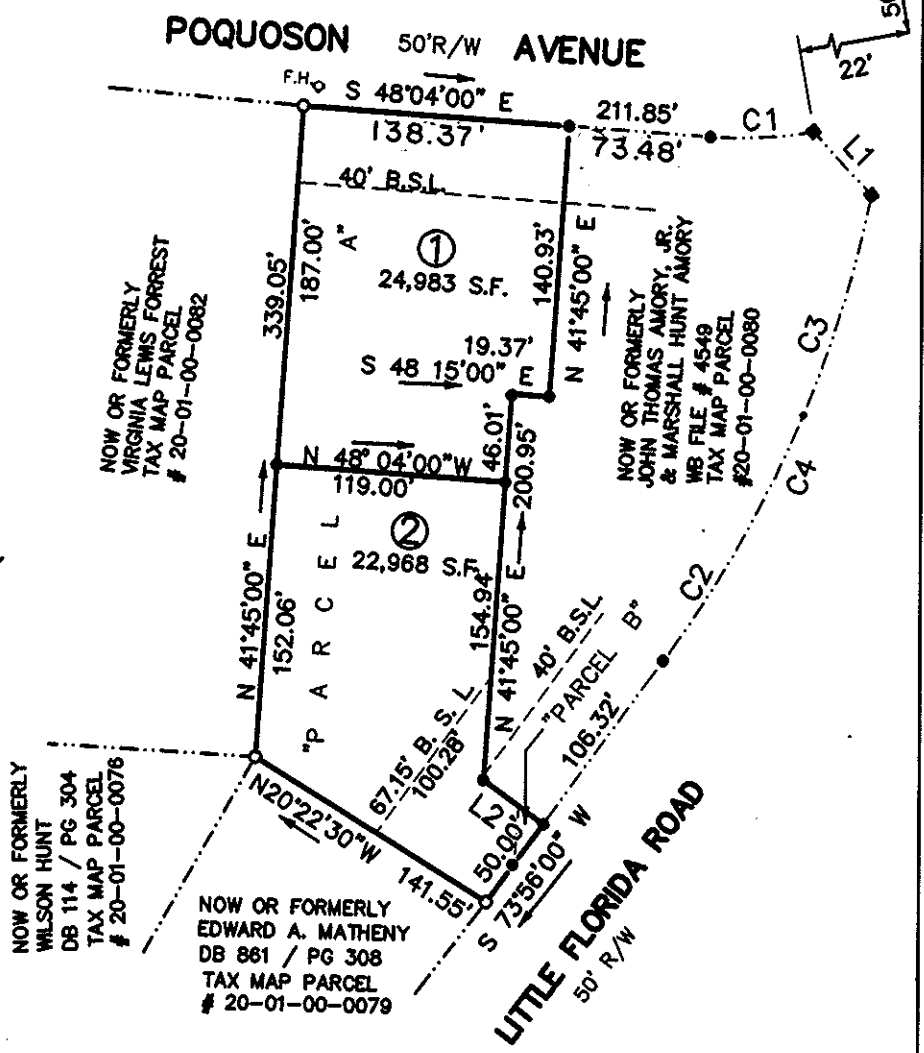 POQUOSON 50'R/W AVENUE
50
22'
F.H.
S 48°04'00" E
138.37'
211.85'
73.48'
C1
L1
40' B.S.L.
NOW OR FORMERLY
VIRGINIA LEWIS FORREST
TAX MAP PARCEL
# 20-01-00-0082
339.05'
187.00'
A"
1
24,983 S.F.
140.93'
N 41°45'00" E
19.37'
S 48 15'00" E
46.01'
200.95'
NOW OR FORMERLY
JOHN THOMAS AMORY, JR.
& MARSHALL HUNT AMORY
WB FILE # 4549
TAX MAP PARCEL
#20-01-00-0080
C3
C4
N 48° 04'00"W
119.00'
2
22,968 S.F.
N 41°45'00" E
152.06'
"PARCEL
154.94'
N 41°45'00" E
C2
40' B.S.L.
"PARCEL B"
106.32'
67.15' B. S. L
100.28'
L2
50.00'
N20°22'30"W
141.55'
S 73°56'00" W
NOW OR FORMERLY
WILSON HUNT
DB 114 / PG 304
TAX MAP PARCEL
# 20-01-00-0076
NOW OR FORMERLY
EDWARD A. MATHENY
DB 861 / PG 308
TAX MAP PARCEL
# 20-01-00-0079
LITTLE FLORIDA ROAD
50' R/W